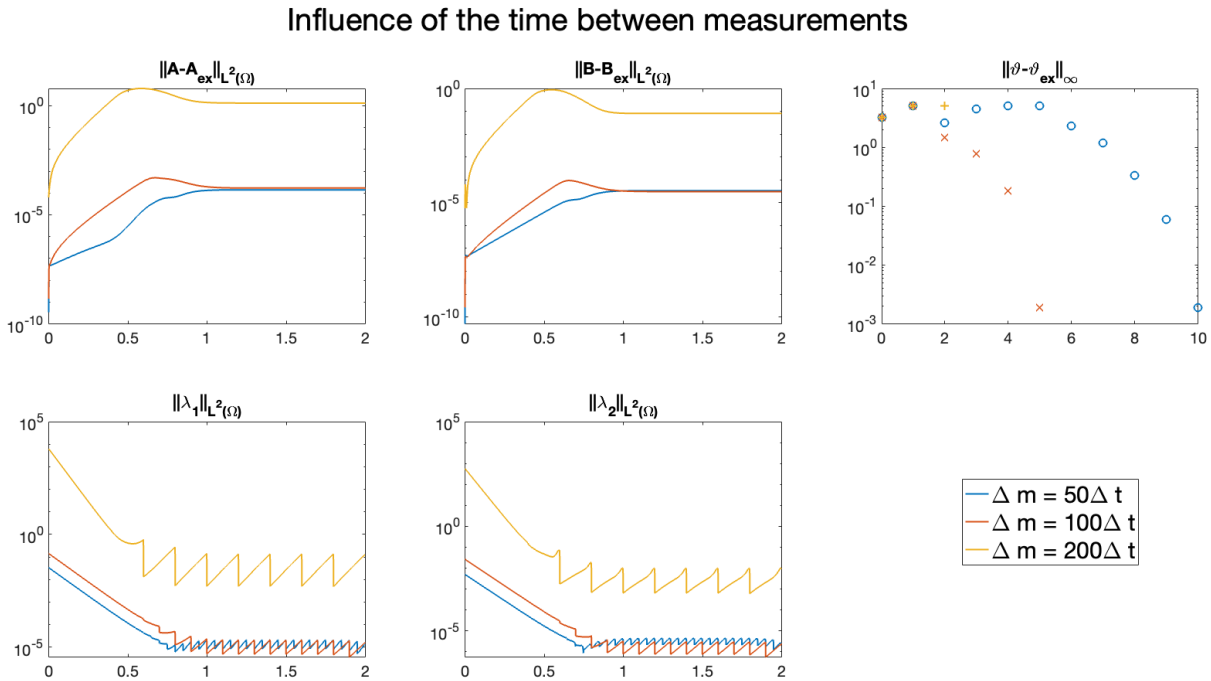 Influence of the time between measurements
||A-A_ex||_L²(Ω)
10^0
10^-5
10^-10
0 0.5 1 1.5 2
||B-B_ex||_L²(Ω)
10^0
10^-5
10^-10
0 0.5 1 1.5 2
||ϑ-ϑ_ex||_∞
10^1
10^0
10^-1
10^-2
10^-3
0 2 4 6 8 10
||λ_1||_L²(Ω)
10^5
10^0
10^-5
0 0.5 1 1.5 2
||λ_2||_L²(Ω)
10^5
10^0
10^-5
0 0.5 1 1.5 2
Δ m = 50Δ t
Δ m = 100Δ t
Δ m = 200Δ t